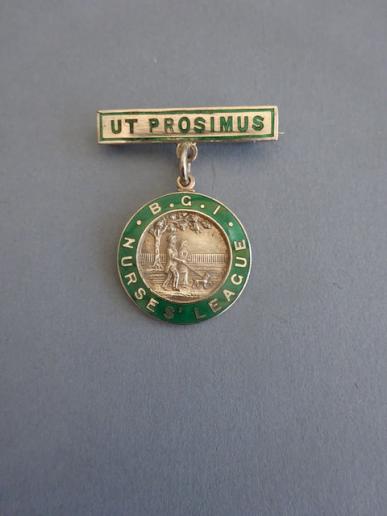 UT PROSIMUS
· B . G . I ·
NURSES' LEAGUE